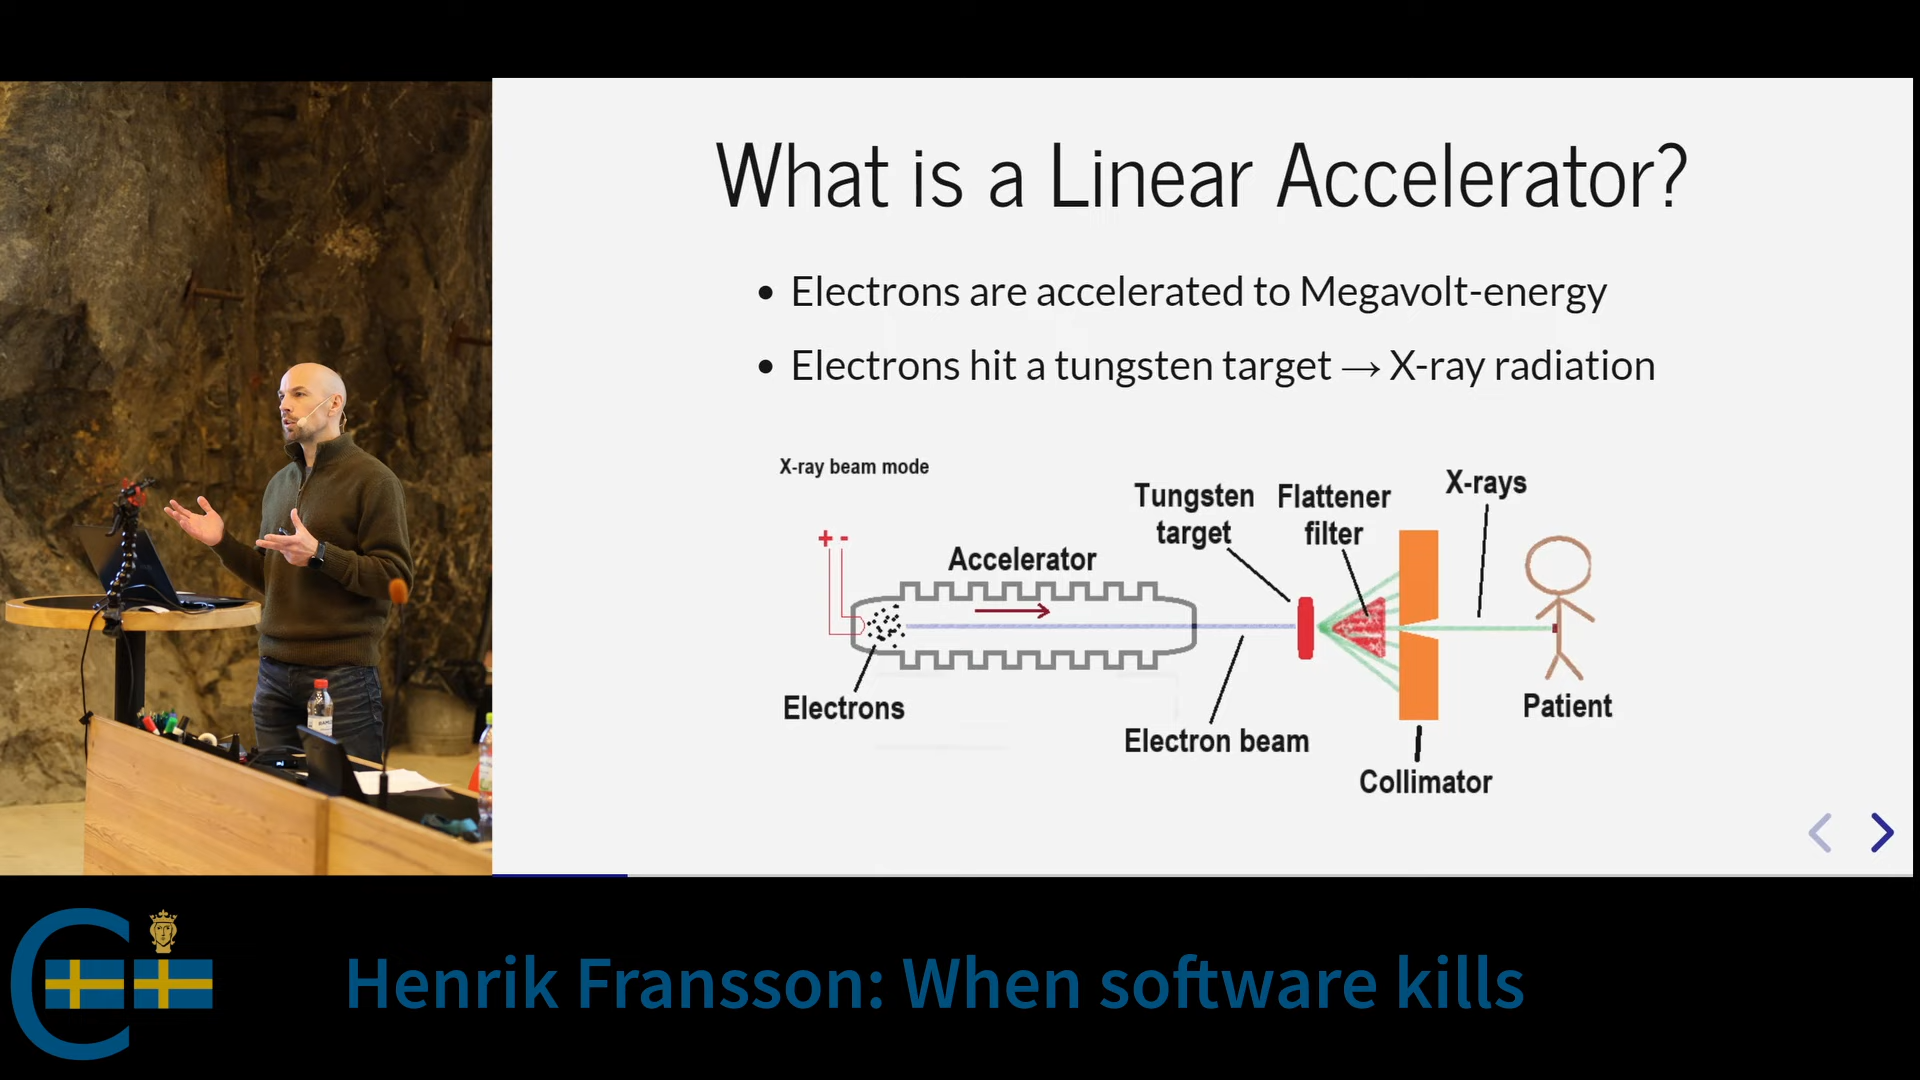 What is a Linear Accelerator?
• Electrons are accelerated to Megavolt-energy
• Electrons hit a tungsten target → X-ray radiation
X-ray beam mode
+ -
Accelerator
Tungsten
target
Flattener
filter
X-rays
Electrons
Electron beam
Collimator
Patient
Henrik Fransson: When software kills